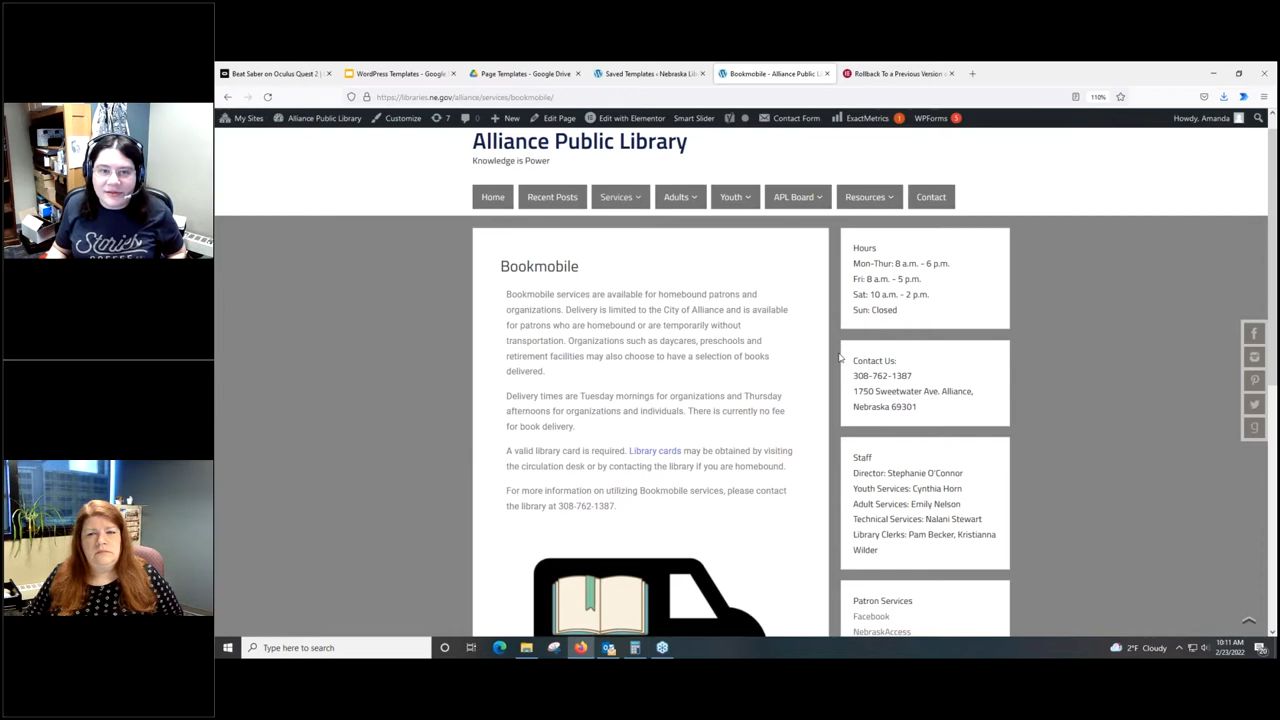 Beat Saber on Oculus Quest 2 |
WordPress Templates - Google
Page Templates - Google Drive
Saved Templates ‹ Nebraska Lib
Bookmobile - Alliance Public Li
Rollback To a Previous Version
https://libraries.ne.gov/alliance/services/bookmobile/
110%
My Sites
Alliance Public Library
Customize
7
0
New
Edit Page
Edit with Elementor
Smart Slider
Contact Form
ExactMetrics 1
WPForms 5
Howdy, Amanda
Alliance Public Library
Knowledge is Power
Home
Recent Posts
Services
Adults
Youth
APL Board
Resources
Contact
Bookmobile
Bookmobile services are available for homebound patrons and
organizations. Delivery is limited to the City of Alliance and is available
for patrons who are homebound or are temporarily without
transportation. Organizations such as daycares, preschools and
retirement facilities may also choose to have a selection of books
delivered.
Delivery times are Tuesday mornings for organizations and Thursday
afternoons for organizations and individuals. There is currently no fee
for book delivery.
A valid library card is required. Library cards may be obtained by visiting
the circulation desk or by contacting the library if you are homebound.
For more information on utilizing Bookmobile services, please contact
the library at 308-762-1387.
Hours
Mon-Thur: 8 a.m. - 6 p.m.
Fri: 8 a.m. - 5 p.m.
Sat: 10 a.m. - 2 p.m.
Sun: Closed
Contact Us:
308-762-1387
1750 Sweetwater Ave. Alliance,
Nebraska 69301
Staff
Director: Stephanie O'Connor
Youth Services: Cynthia Horn
Adult Services: Emily Nelson
Technical Services: Nalani Stewart
Library Clerks: Pam Becker, Kristianna
Wilder
Patron Services
Facebook
NebraskAccess
Type here to search
2°F Cloudy
10:11 AM
2/23/2022